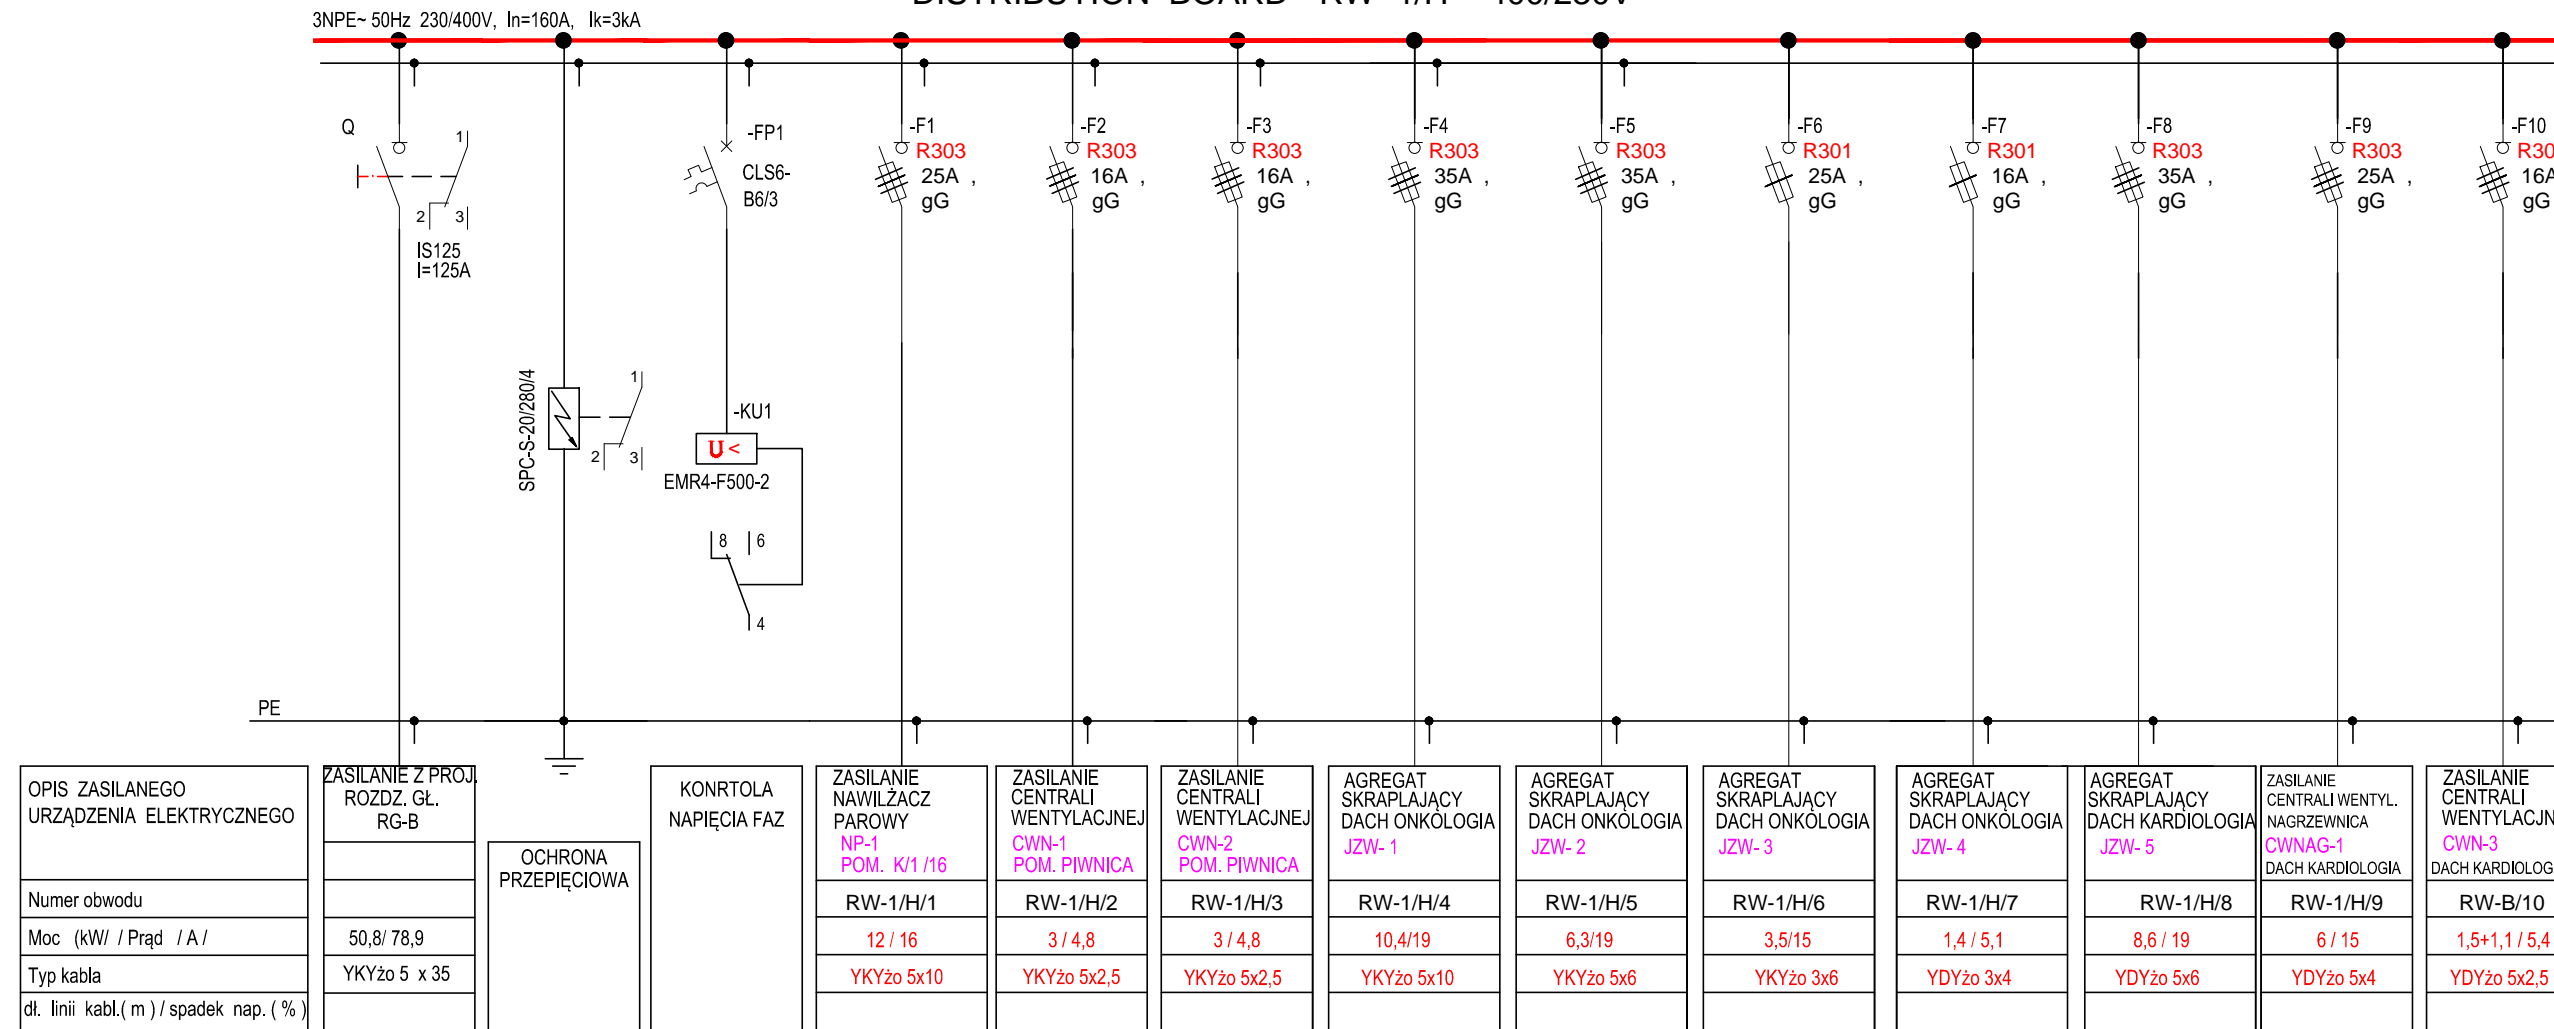 3NPE~ 50Hz 230/400V, In=160A, Ik=3kA
Q
1
2
3
IS125
I=125A
SPC-S-20/280/4
1
2
3
-FP1
CLS6-
B6/3
-KU1
U <
EMR4-F500-2
8
6
4
-F1
R303
25A ,
gG
-F2
R303
16A ,
gG
-F3
R303
16A ,
gG
-F4
R303
35A ,
gG
-F5
R303
35A ,
gG
-F6
R301
25A ,
gG
-F7
R301
16A ,
gG
-F8
R303
35A ,
gG
-F9
R303
25A ,
gG
-F10
gG
PE
OPIS ZASILANEGO
URZĄDZENIA ELEKTRYCZNEGO
Numer obwodu
Moc (kW/ / Prąd / A /
Typ kabla
dł. linii kabl.( m ) / spadek nap. ( % )
ZASILANIE Z PROJ.
ROZDZ. GŁ.
RG-B
50,8/ 78,9
YKYżo 5 x 35
OCHRONA
PRZEPIĘCIOWA
KONRTOLA
NAPIĘCIA FAZ
ZASILANIE
NAWILŻACZ
PAROWY
NP-1
POM. K/1 /16
RW-1/H/1
12 / 16
YKYżo 5x10
ZASILANIE
CENTRALI
WENTYLACJNEJ
CWN-1
POM. PIWNICA
RW-1/H/2
3 / 4,8
YKYżo 5x2,5
ZASILANIE
CENTRALI
WENTYLACJNEJ
CWN-2
POM. PIWNICA
RW-1/H/3
3 / 4,8
YKYżo 5x2,5
AGREGAT
SKRAPLAJĄCY
DACH ONKOLOGIA
JZW- 1
RW-1/H/4
10,4/19
YKYżo 5x10
AGREGAT
SKRAPLAJĄCY
DACH ONKOLOGIA
JZW- 2
RW-1/H/5
6,3/19
YKYżo 5x6
AGREGAT
SKRAPLAJĄCY
DACH ONKOLOGIA
JZW- 3
RW-1/H/6
3,5/15
YKYżo 3x6
AGREGAT
SKRAPLAJĄCY
DACH ONKOLOGIA
JZW- 4
RW-1/H/7
1,4 / 5,1
YDYżo 3x4
AGREGAT
SKRAPLAJĄCY
DACH KARDIOLOGIA
JZW- 5
RW-1/H/8
8,6 / 19
YDYżo 5x6
ZASILANIE
CENTRALI WENTYL.
NAGRZEWNICA
CWNAG-1
DACH KARDIOLOGIA
RW-1/H/9
6 / 15
YDYżo 5x4
ZASILANIE
CENTRALI
CWN-3
DACH
RW-B/10
1,5+1,1 / 5,4
YDYżo 5x2,5